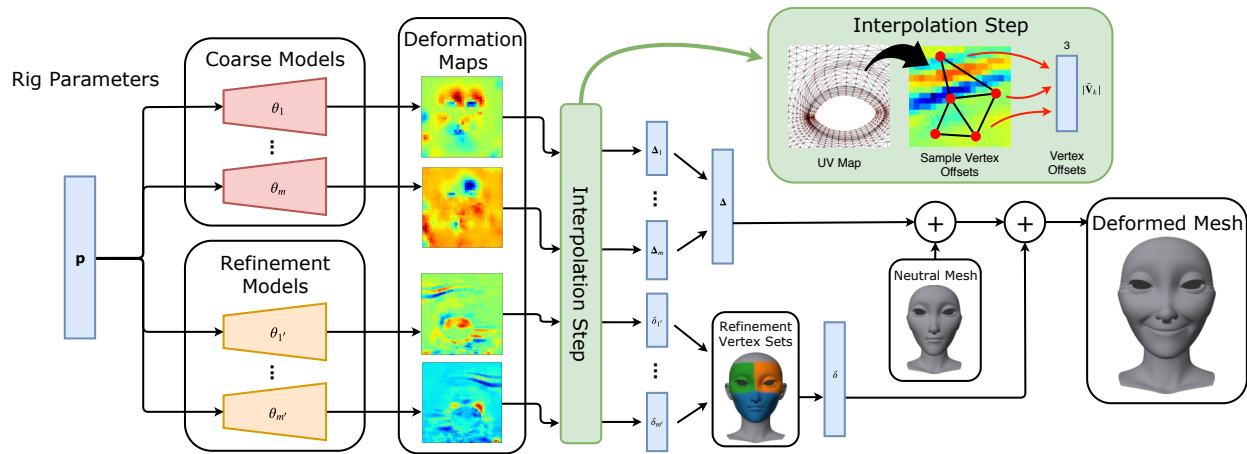 Rig Parameters
p
Coarse Models
θ₁
⋮
θₘ
Refinement
Models
θ₁′
⋮
θₘ′
Deformation
Maps
Interpolation Step
Δ₁
⋮
Δₘ
δ₁′
⋮
δₘ′
Δ
Refinement
Vertex Sets
δ
Interpolation Step
UV Map
Sample Vertex
Offsets
3
|Ṽₖ|
Vertex
Offsets
+
+
Neutral Mesh
Deformed Mesh